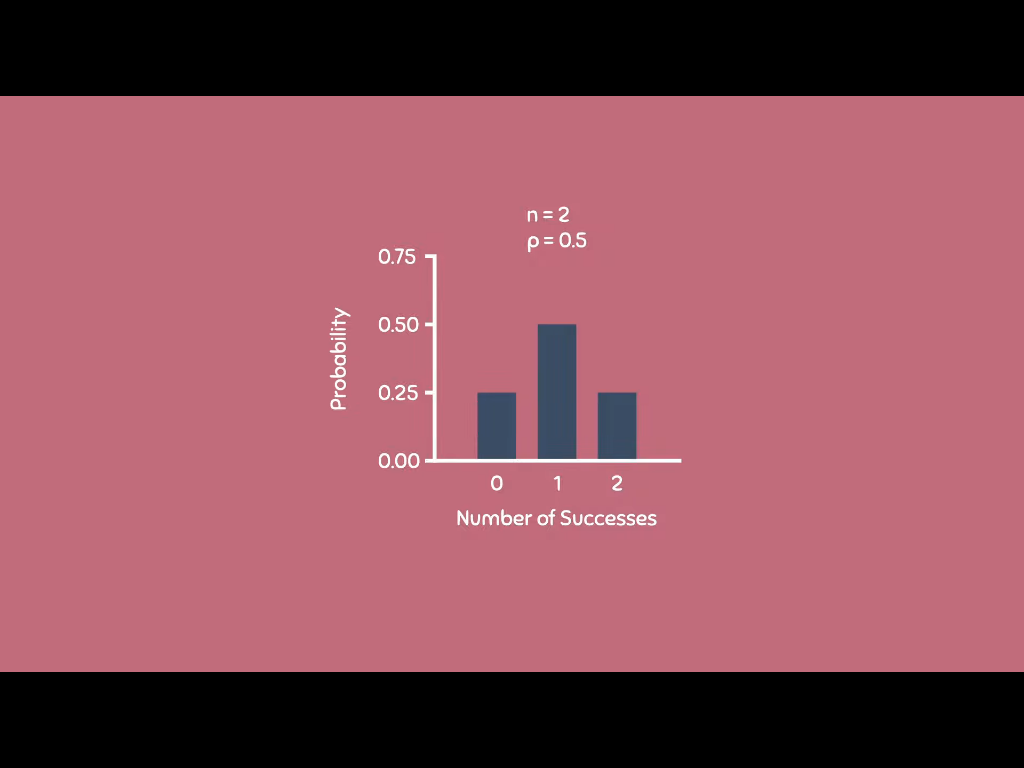 n = 2
ρ = 0.5
0.75
0.50
0.25
0.00
Probability
0 1 2
Number of Successes